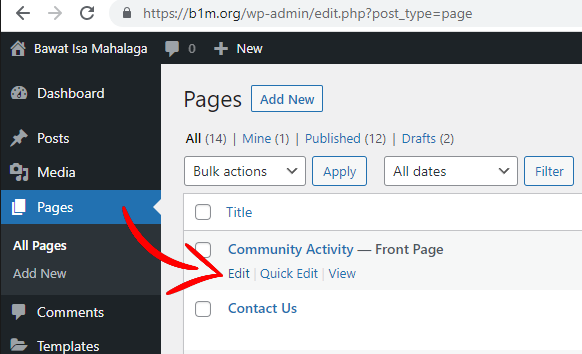 https://b1m.org/wp-admin/edit.php?post_type=page
Bawat Isa Mahalaga 0 + New
Dashboard
Posts
Media
Pages
All Pages
Add New
Comments
Templates
Pages Add New
All (14) | Mine (1) | Published (12) | Drafts (2)
Bulk actions Apply All dates Filter
Title
Community Activity — Front Page
Edit | Quick Edit | View
Contact Us